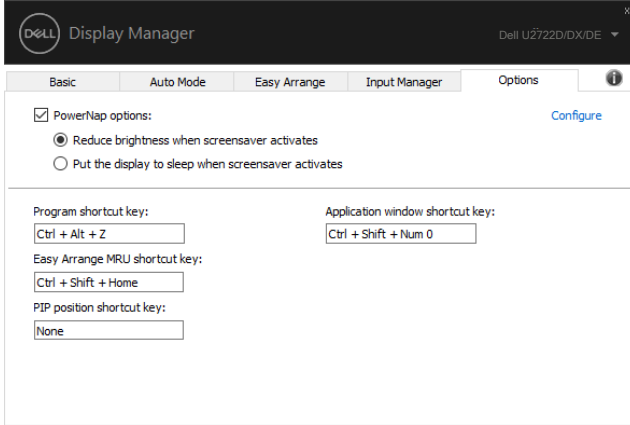 DELL Display Manager
Dell U2722D/DX/DE
Basic Auto Mode Easy Arrange Input Manager Options
PowerNap options: Configure
Reduce brightness when screensaver activates
Put the display to sleep when screensaver activates
Program shortcut key: Application window shortcut key:
Ctrl + Alt + Z Ctrl + Shift + Num 0
Easy Arrange MRU shortcut key:
Ctrl + Shift + Home
PIP position shortcut key:
None